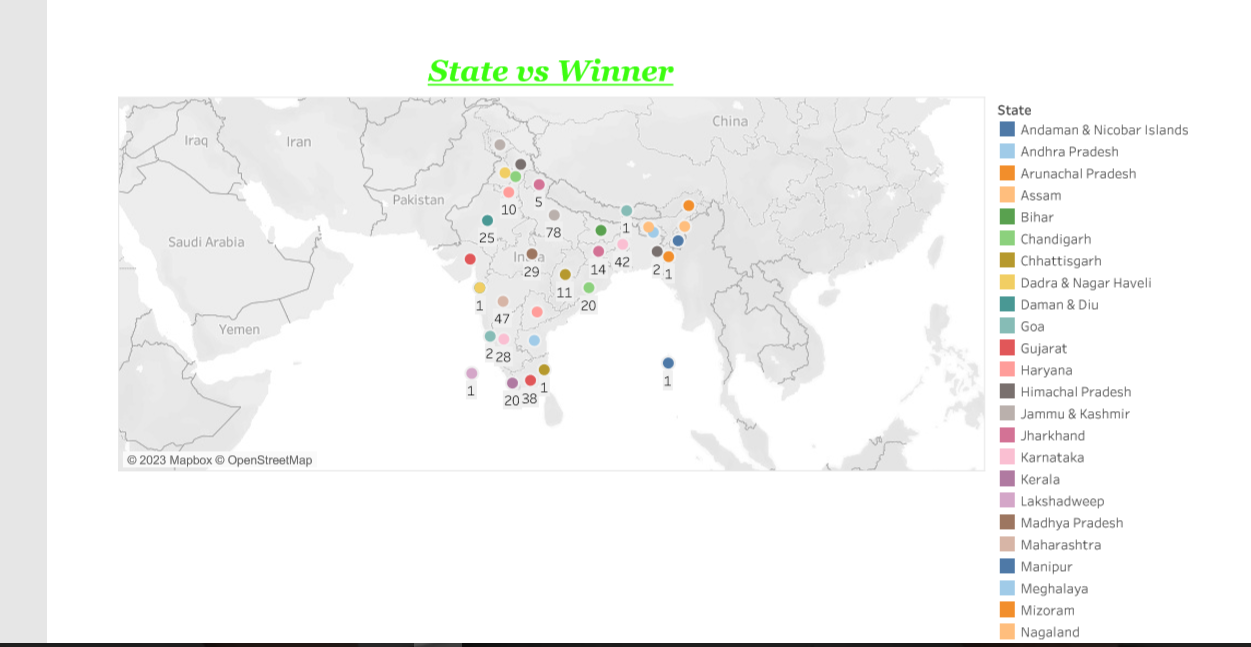 State vs Winner
State
Andaman & Nicobar Islands
Andhra Pradesh
Arunachal Pradesh
Assam
Bihar
Chandigarh
Chhattisgarh
Dadra & Nagar Haveli
Daman & Diu
Goa
Gujarat
Haryana
Himachal Pradesh
Jammu & Kashmir
Jharkhand
Karnataka
Kerala
Lakshadweep
Madhya Pradesh
Maharashtra
Manipur
Meghalaya
Mizoram
Nagaland
China
Iraq
Iran
Pakistan
5
10
1
78
25
Saudi Arabia
42
14
2
1
29
11
1
20
47
Yemen
2
28
1
1
1
20
38
© 2023 Mapbox © OpenStreetMap